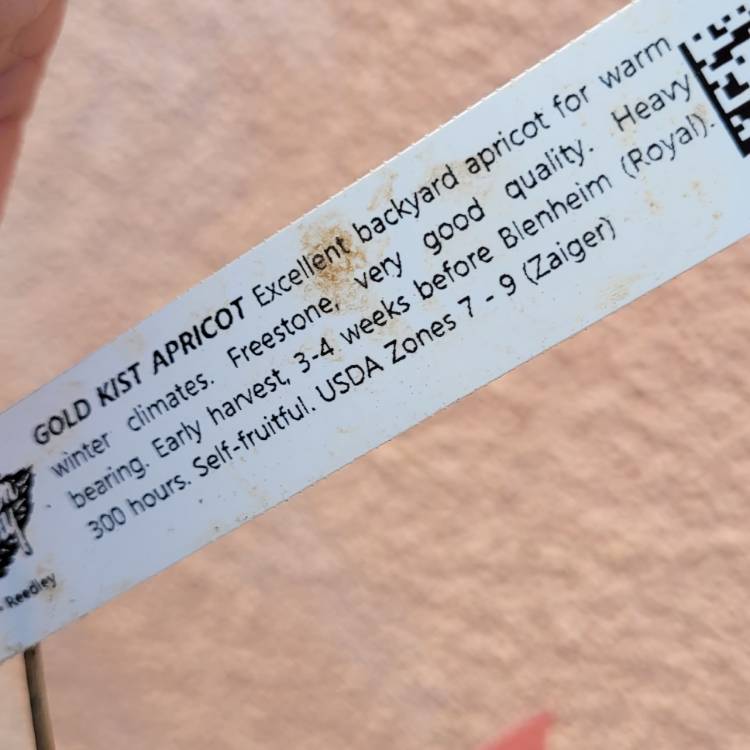 GOLD KIST APRICOT Excellent backyard apricot for warm
winter climates. Freestone, very good quality. Heavy
bearing. Early harvest, 3-4 weeks before Blenheim (Royal).
300 hours. Self-fruitful. USDA Zones 7 - 9 (Zaiger)
Reedley